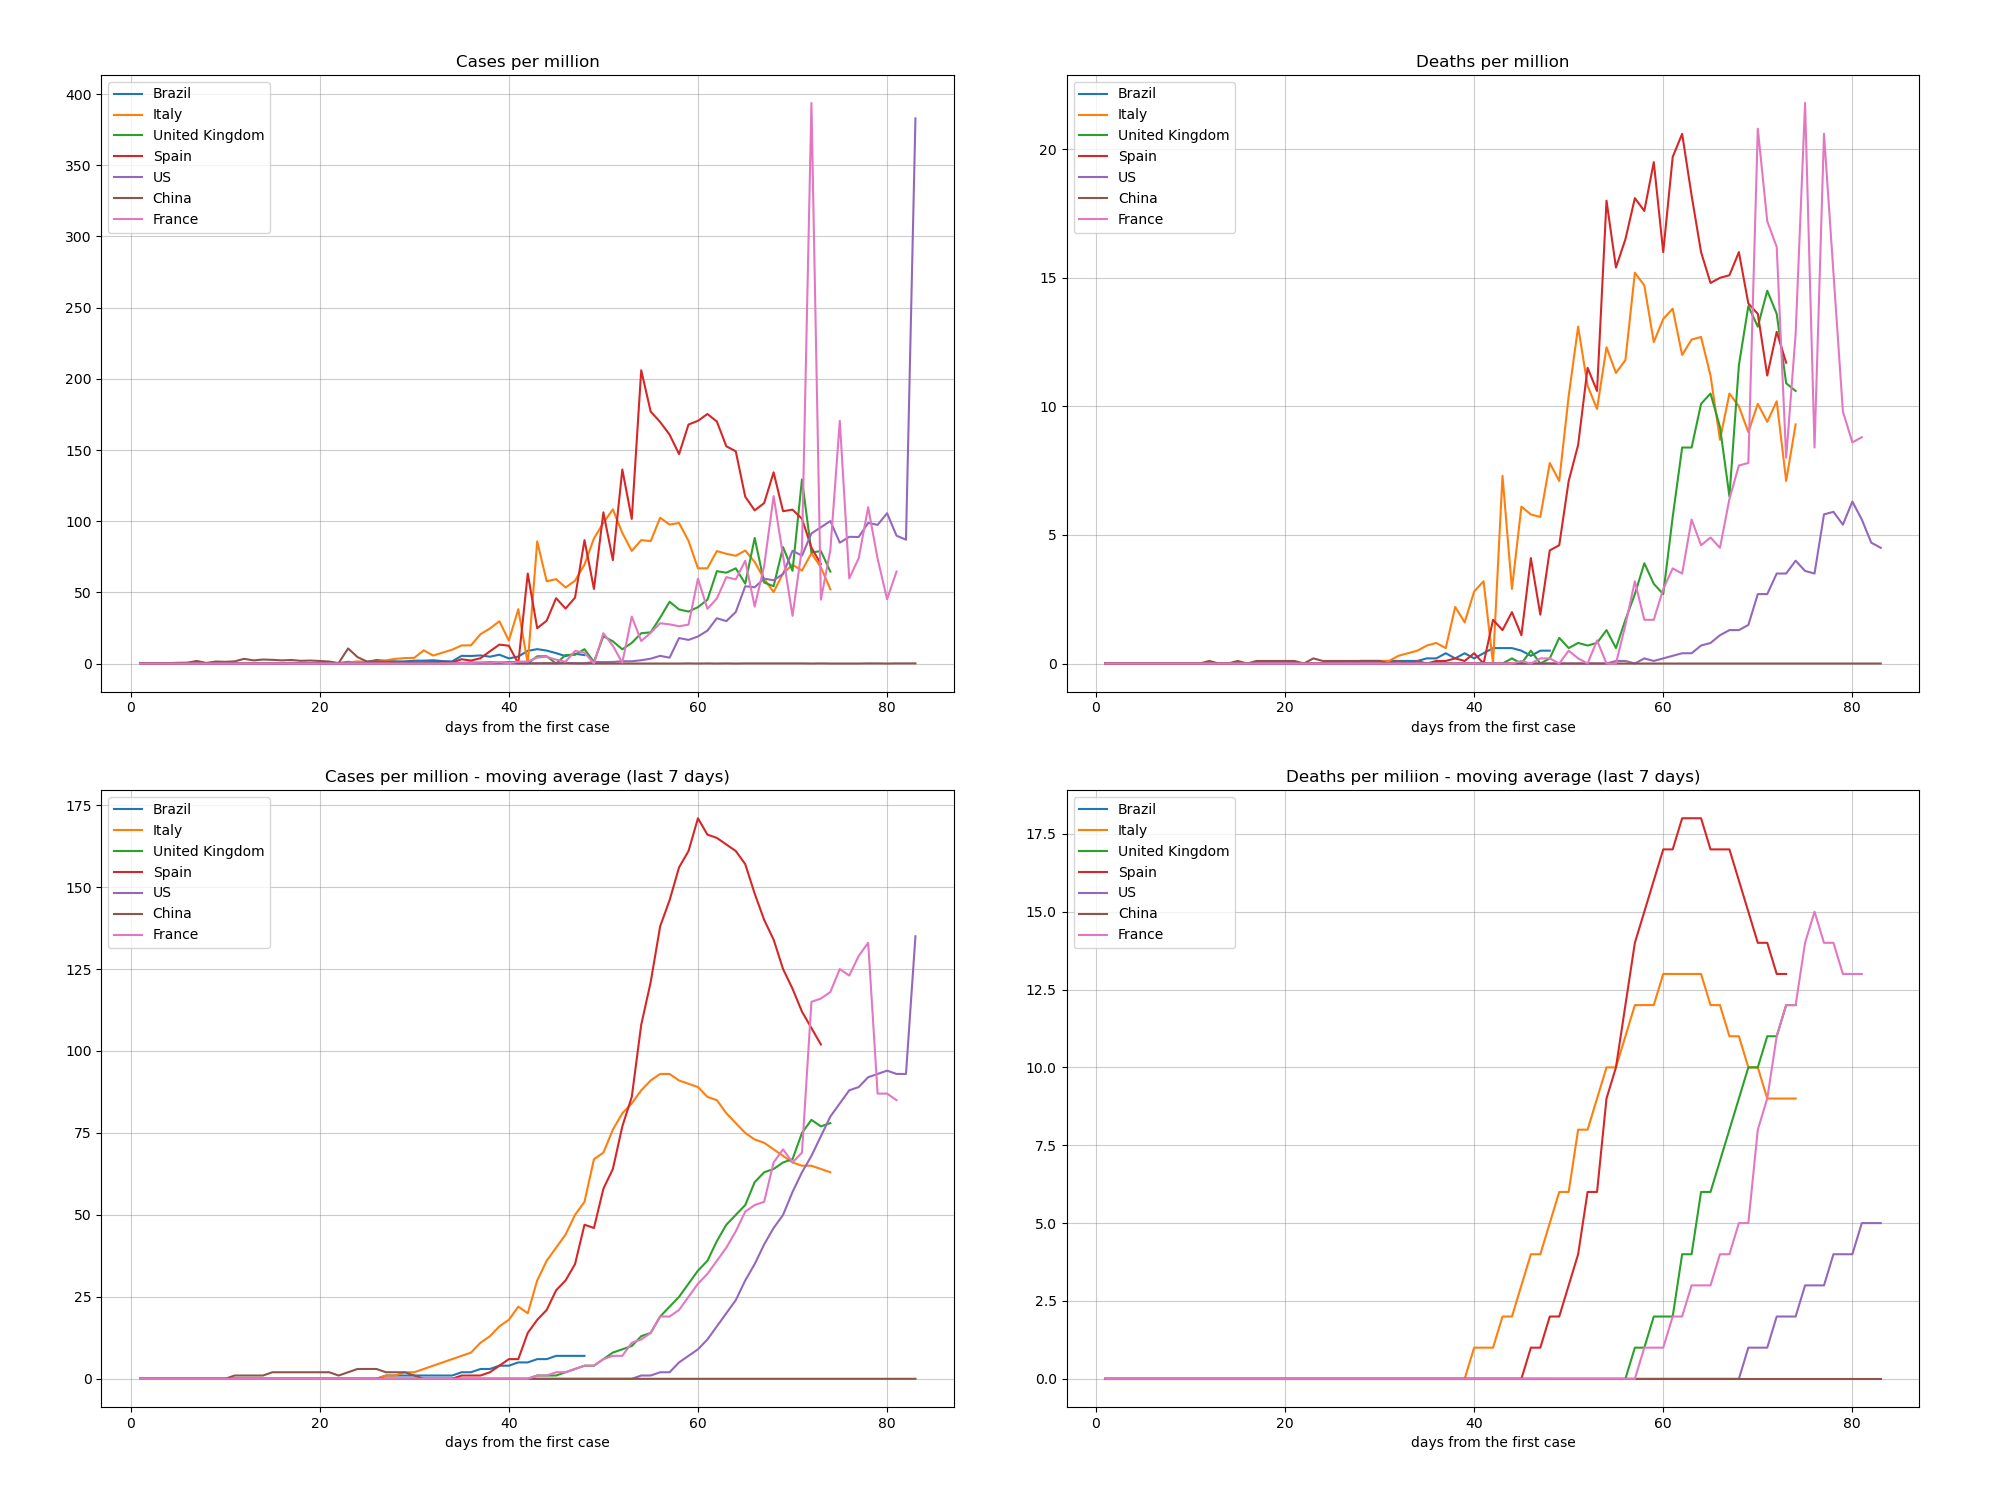 Cases per million
400
350
300
250
200
150
100
50
0
Brazil
Italy
United Kingdom
Spain
US
China
France
0 20 40 60 80
days from the first case
Deaths per million
20
15
10
5
0
Brazil
Italy
United Kingdom
Spain
US
China
France
0 20 40 60 80
days from the first case
Cases per million - moving average (last 7 days)
175
150
125
100
75
50
25
0
Brazil
Italy
United Kingdom
Spain
US
China
France
0 20 40 60 80
days from the first case
Deaths per miliion - moving average (last 7 days)
17.5
15.0
12.5
10.0
7.5
5.0
2.5
0.0
Brazil
Italy
United Kingdom
Spain
US
China
France
0 20 40 60 80
days from the first case